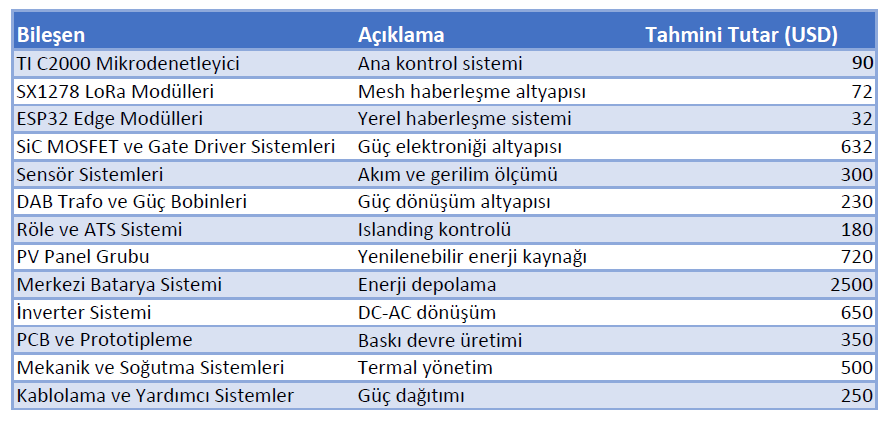 Bileşen Açıklama Tahmini Tutar (USD)
TI C2000 Mikrodenetleyici Ana kontrol sistemi 90
SX1278 LoRa Modülleri Mesh haberleşme altyapısı 72
ESP32 Edge Modülleri Yerel haberleşme sistemi 32
SiC MOSFET ve Gate Driver Sistemleri Güç elektroniği altyapısı 632
Sensör Sistemleri Akım ve gerilim ölçümü 300
DAB Trafo ve Güç Bobinleri Güç dönüşüm altyapısı 230
Röle ve ATS Sistemi Islanding kontrolü 180
PV Panel Grubu Yenilenebilir enerji kaynağı 720
Merkezi Batarya Sistemi Enerji depolama 2500
İnverter Sistemi DC-AC dönüşüm 650
PCB ve Prototipleme Baskı devre üretimi 350
Mekanik ve Soğutma Sistemleri Termal yönetim 500
Kablolama ve Yardımcı Sistemler Güç dağıtımı 250